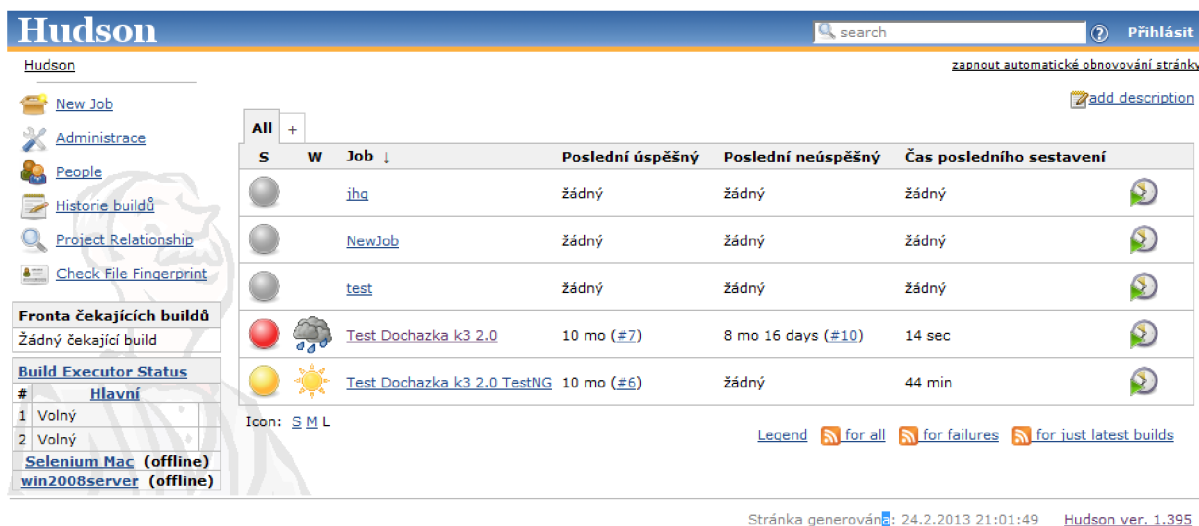 Hudson
search
Přihlásit
Hudson
zapnout automatické obnovování stránky
New Job
Administrace
People
Historie buildů
Project Relationship
Check File Fingerprint
Fronta čekajících buildů
Žádný čekající build
Build Executor Status
# Hlavní
1 Volný
2 Volný
Selenium Mac (offline)
win2008server (offline)
add description
All +
S W Job ↓ Poslední úspěšný Poslední neúspěšný Čas posledního sestavení
jhq žádný žádný žádný
NewJob žádný žádný žádný
test žádný žádný žádný
Test Dochazka k3 2.0 10 mo (#7) 8 mo 16 days (#10) 14 sec
Test Dochazka k3 2.0 TestNG 10 mo (#6) žádný 44 min
Icon: S M L
Legend for all for failures for just latest builds
Stránka generována: 24.2.2013 21:01:49 Hudson ver. 1.395